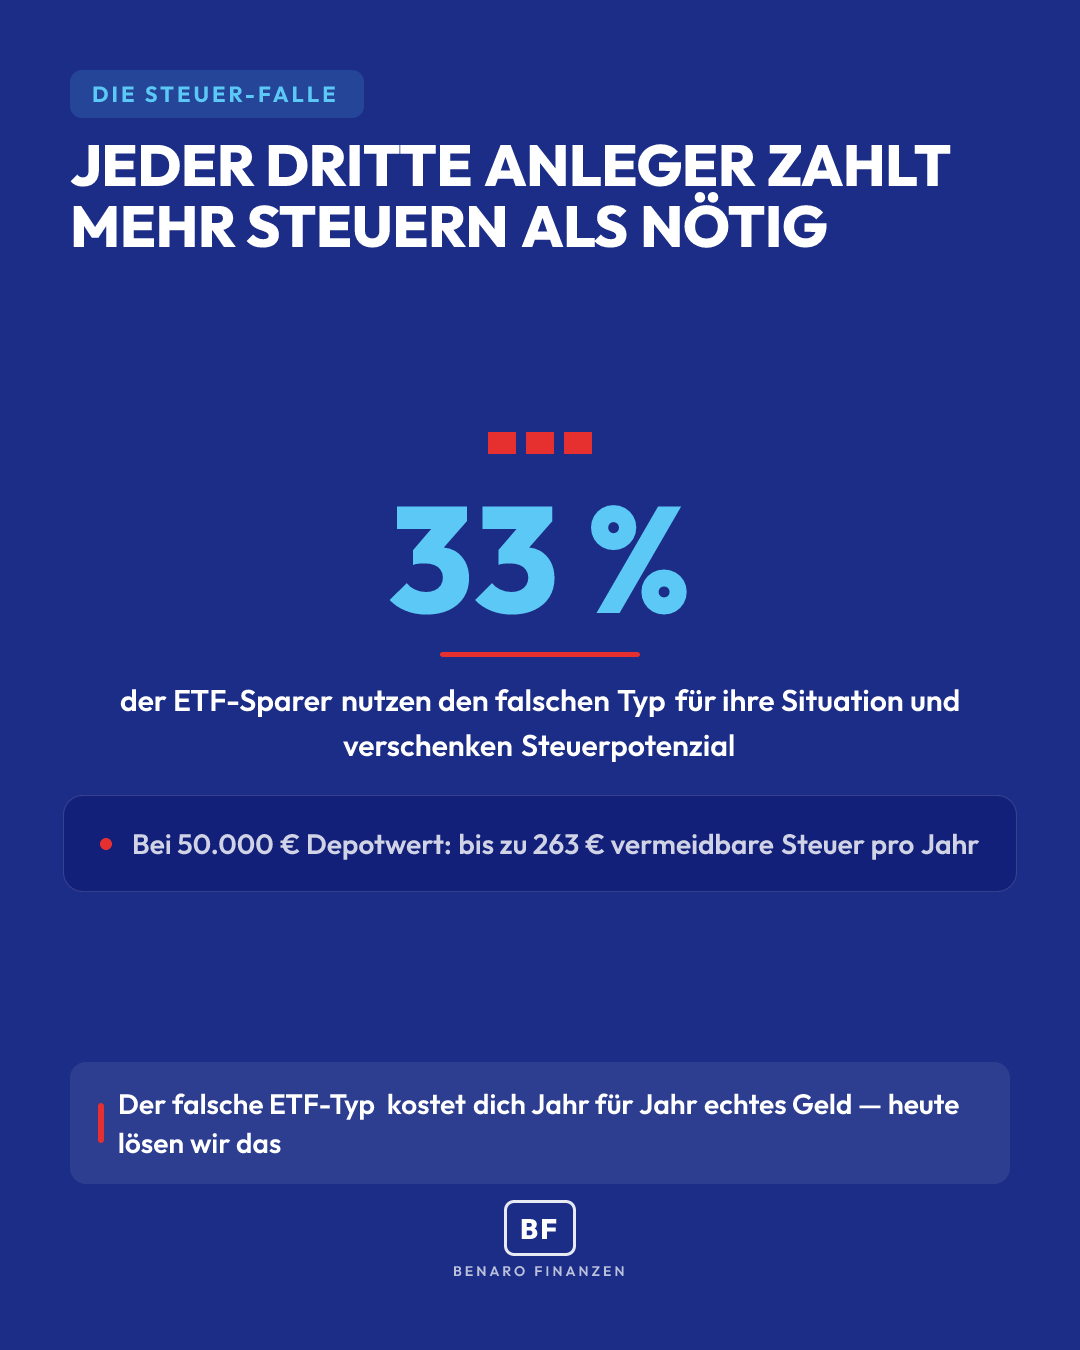 DIE STEUER-FALLE
JEDER DRITTE ANLEGER ZAHLT
MEHR STEUERN ALS NÖTIG
33 %
der ETF-Sparer nutzen den falschen Typ für ihre Situation und
verschenken Steuerpotenzial
Bei 50.000 € Depotwert: bis zu 263 € vermeidbare Steuer pro Jahr
Der falsche ETF-Typ kostet dich Jahr für Jahr echtes Geld — heute
lösen wir das
BF
BENARO FINANZEN